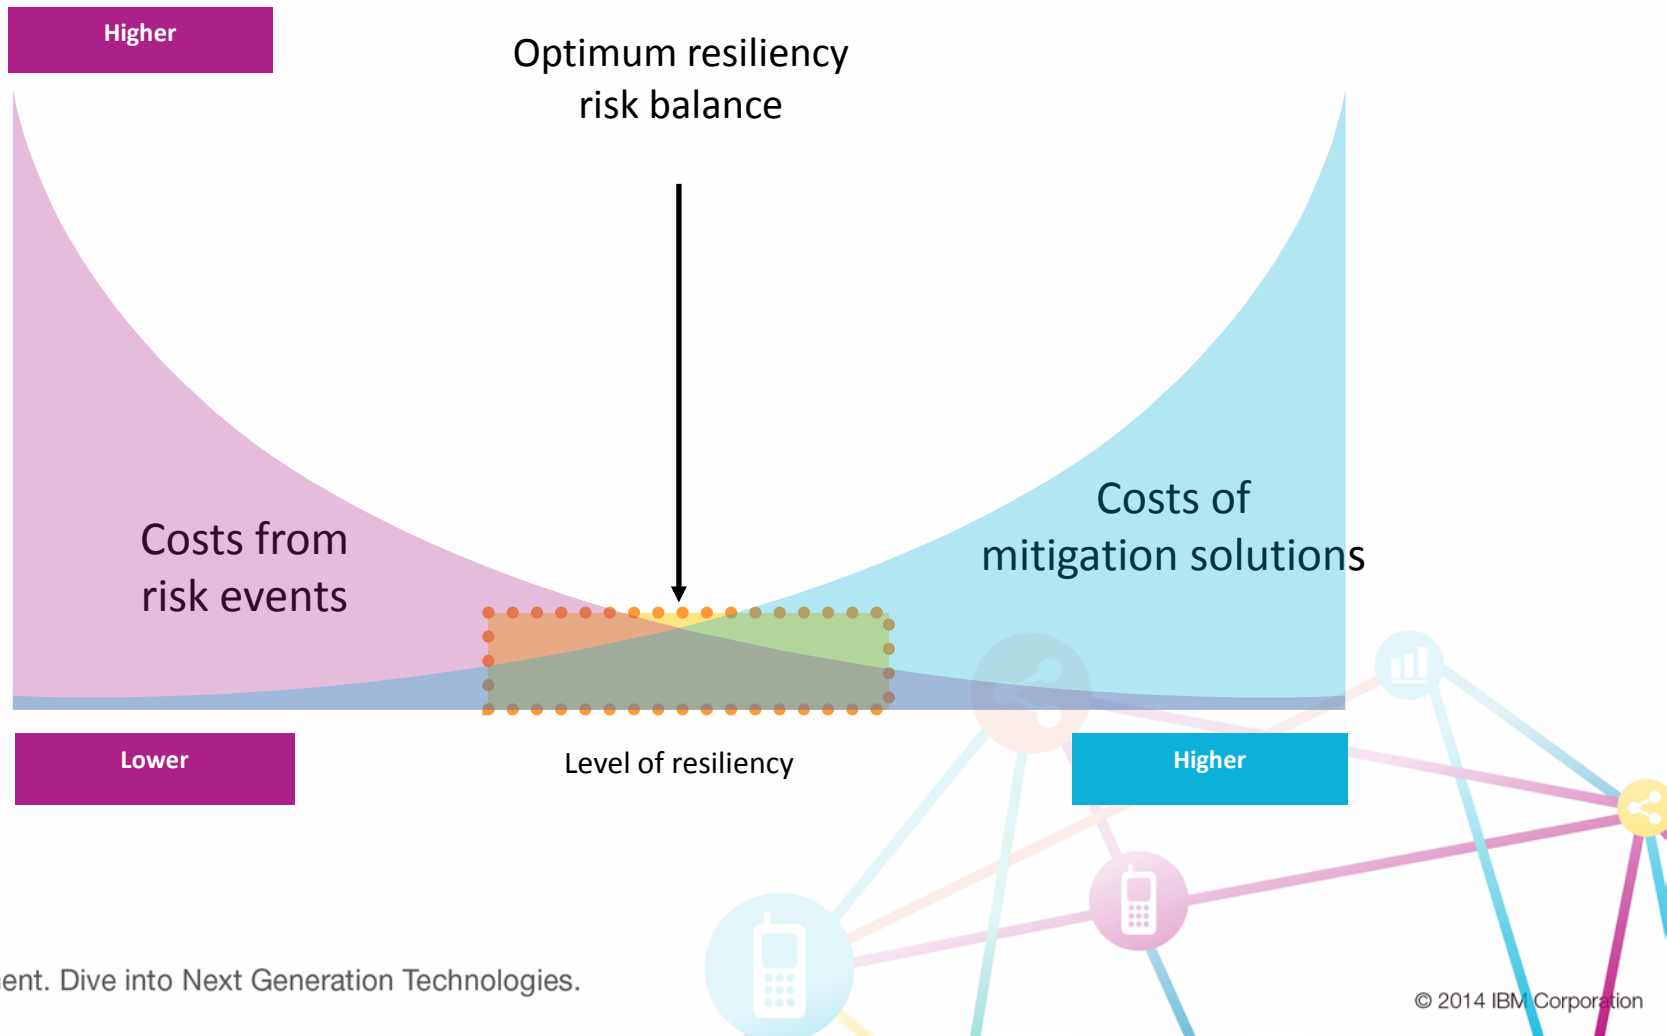 Higher
Optimum resiliency
risk balance
Costs from
risk events
Costs of
mitigation solutions
Lower
Level of resiliency
Higher
Dive into Next Generation Technologies.
© 2014 IBM Corporation